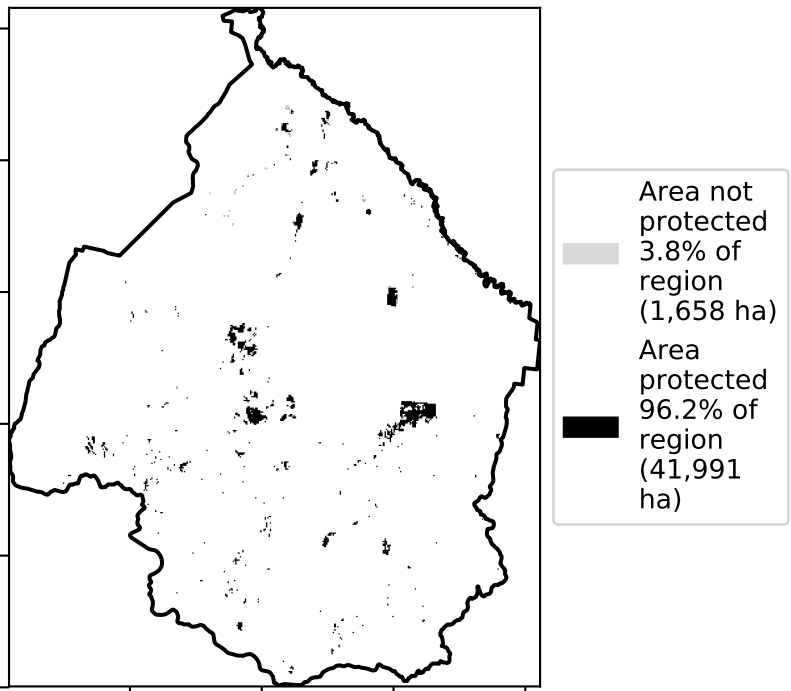 Area not
protected
3.8% of
region
(1,658 ha)
Area
protected
96.2% of
region
(41,991
ha)